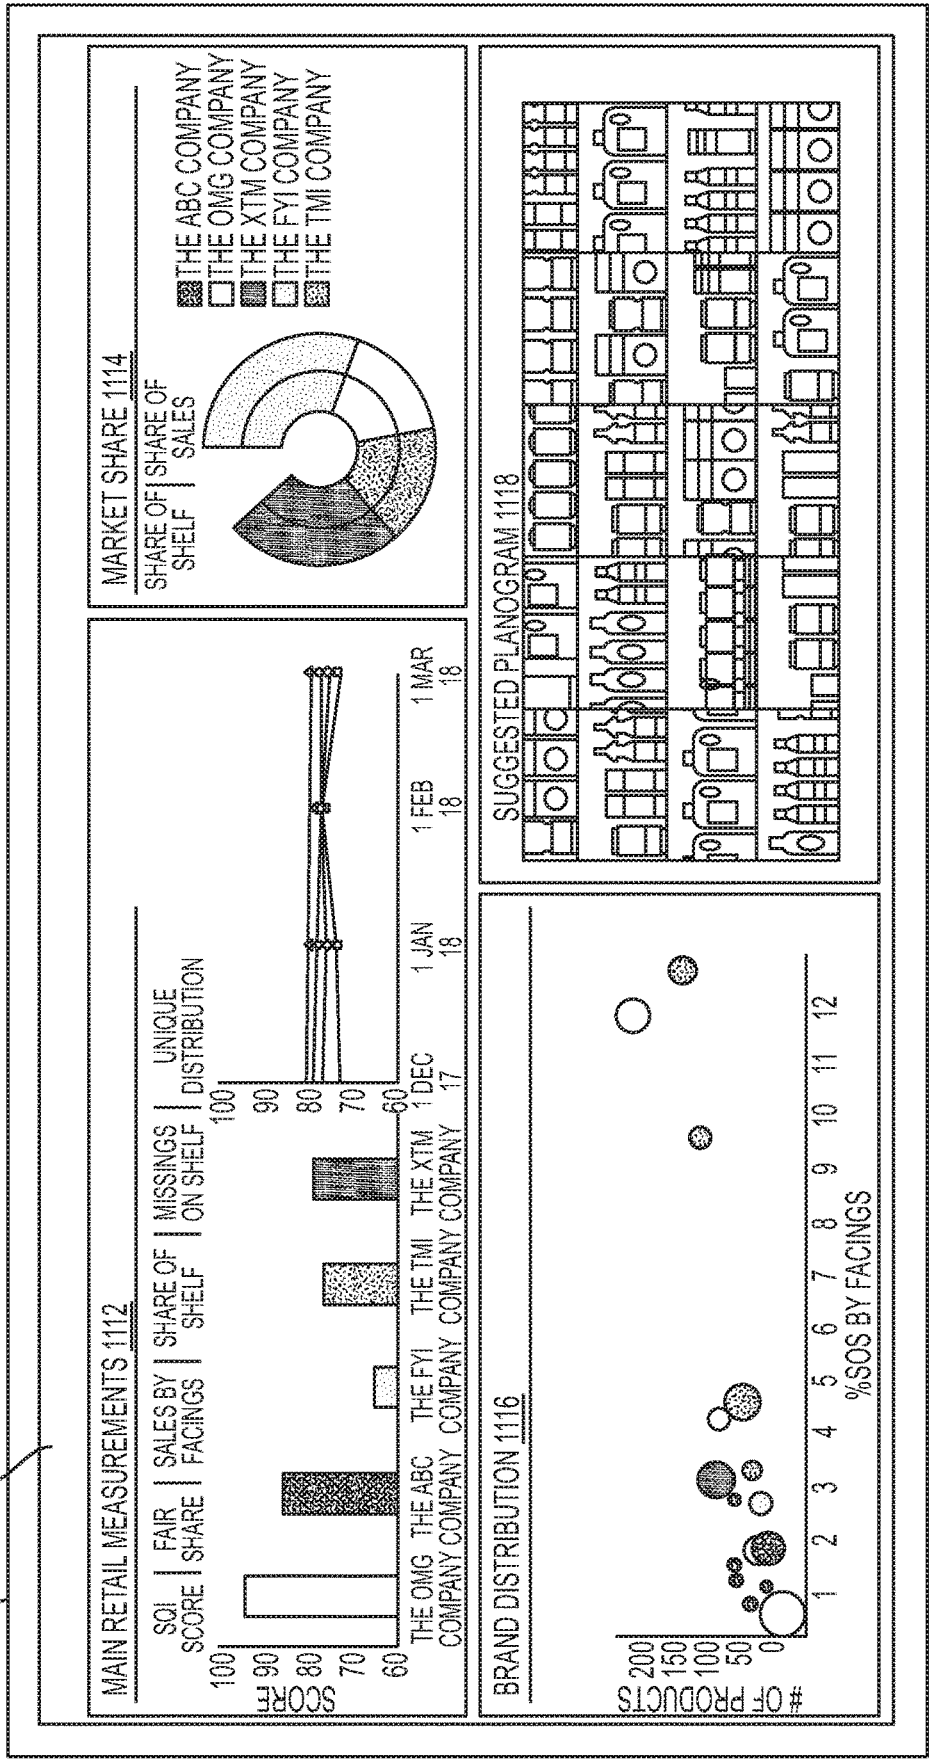 MAIN RETAIL MEASUREMENTS 1112
SQI SCORE | FAIR SHARE | SALES BY FACINGS | SHARE OF SHELF | MISSINGS ON SHELF | UNIQUE DISTRIBUTION
SCORE
100
90
80
70
60
THE OMG COMPANY
THE ABC COMPANY
THE FYI COMPANY
THE TMI COMPANY
THE XTM COMPANY
100
90
80
70
60
1 DEC 17
1 JAN 18
1 FEB 18
1 MAR 18
MARKET SHARE 1114
SHARE OF SHELF | SHARE OF SALES
THE ABC COMPANY
THE OMG COMPANY
THE XTM COMPANY
THE FYI COMPANY
THE TMI COMPANY
BRAND DISTRIBUTION 1116
# OF PRODUCTS
200
150
100
50
0
1 2 3 4 5 6 7 8 9 10 11 12
%SOS BY FACINGS
SUGGESTED PLANOGRAM 1118